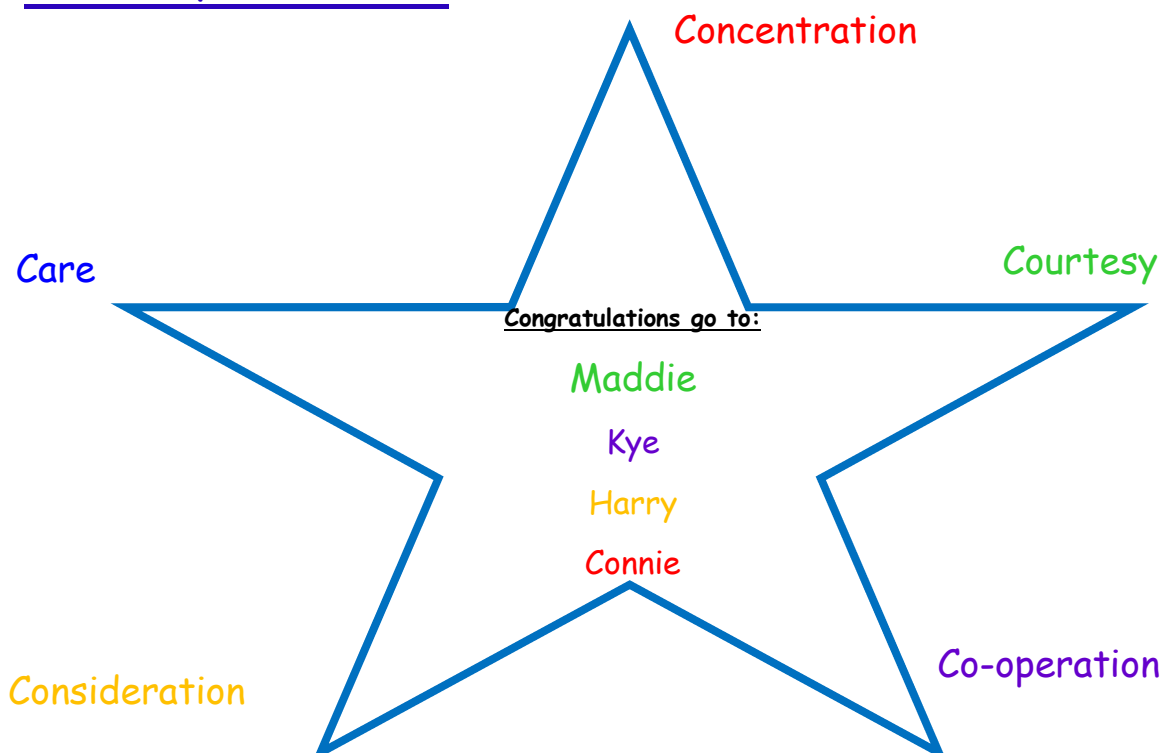 Concentration
Care
Courtesy
Congratulations go to:
Maddie
Kye
Harry
Connie
Co-operation
Consideration